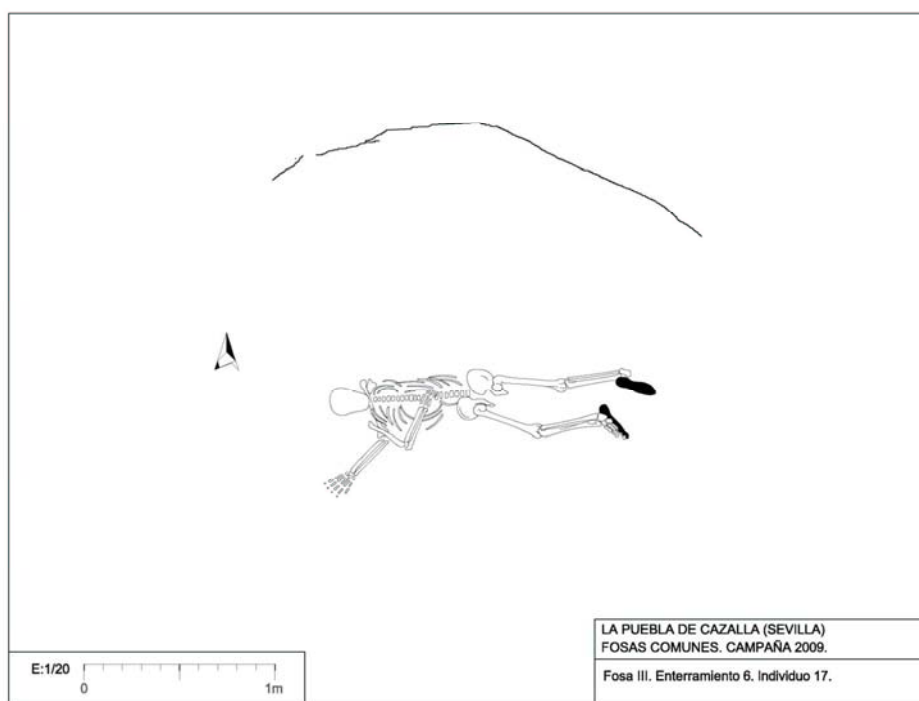 LA PUEBLA DE CAZALLA (SEVILLA)
FOSAS COMUNES. CAMPAÑA 2009.
Fosa III. Enterramiento 6. Individuo 17.
E:1/20
0 1m